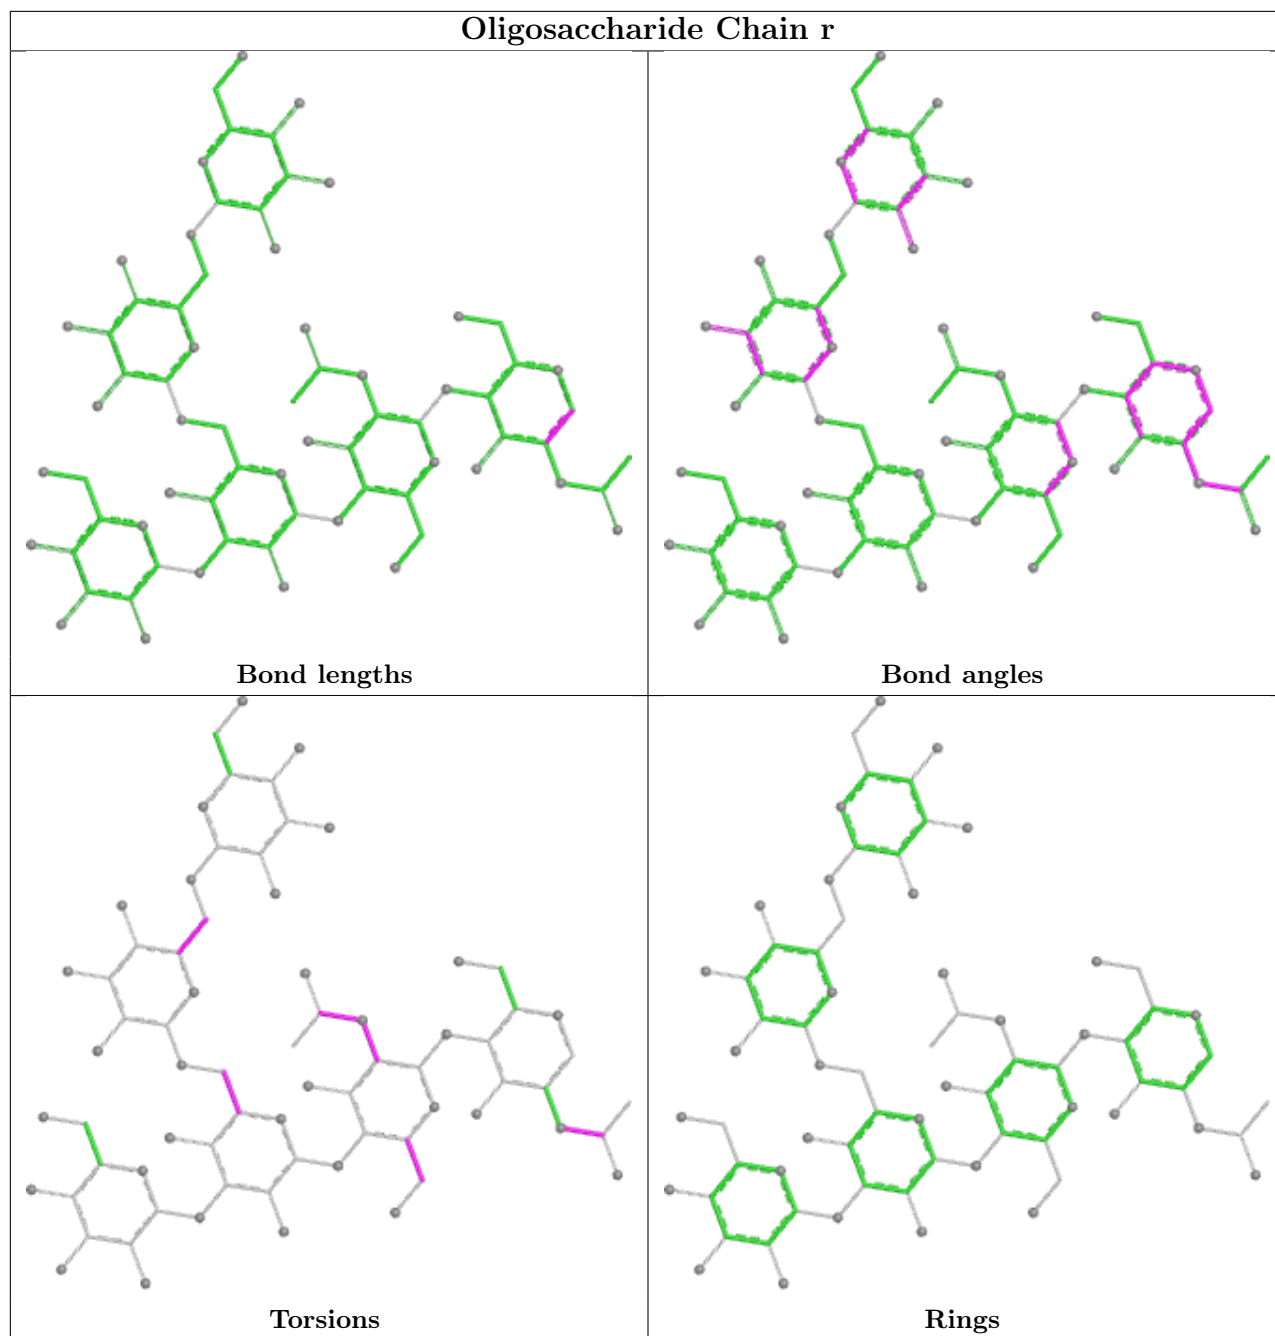 Oligosaccharide Chain r
Bond lengths
Bond angles
Torsions
Rings